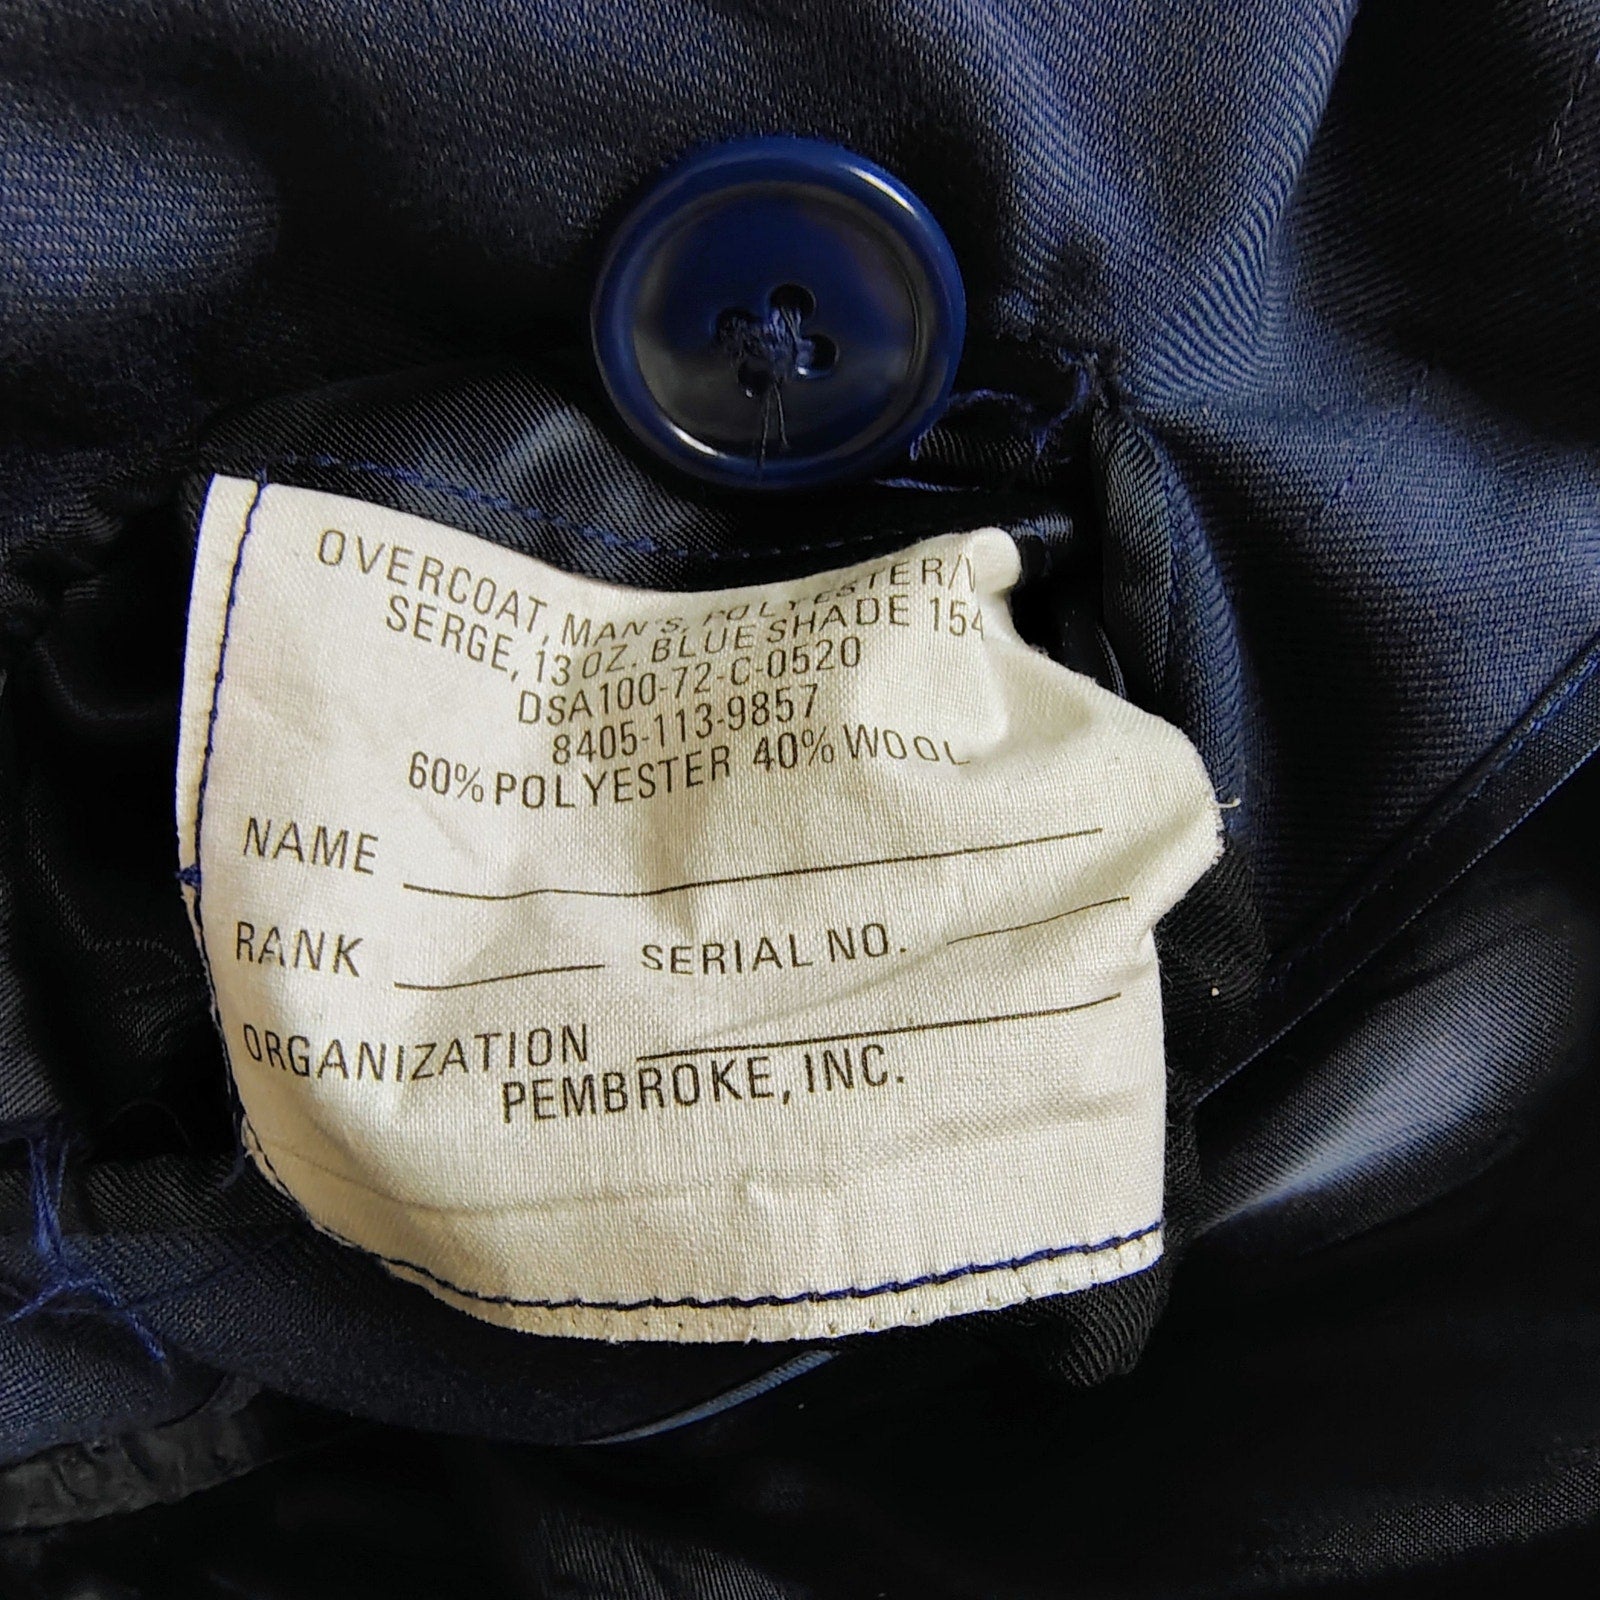 OVERCOAT, MAN'S, POLYESTER/
SERGE, 13 OZ. BLUE SHADE 154
DSA100-72-C-0520
8405-113-9857
60% POLYESTER 40% WOOL
NAME
RANK SERIAL NO.
ORGANIZATION
PEMBROKE, INC.